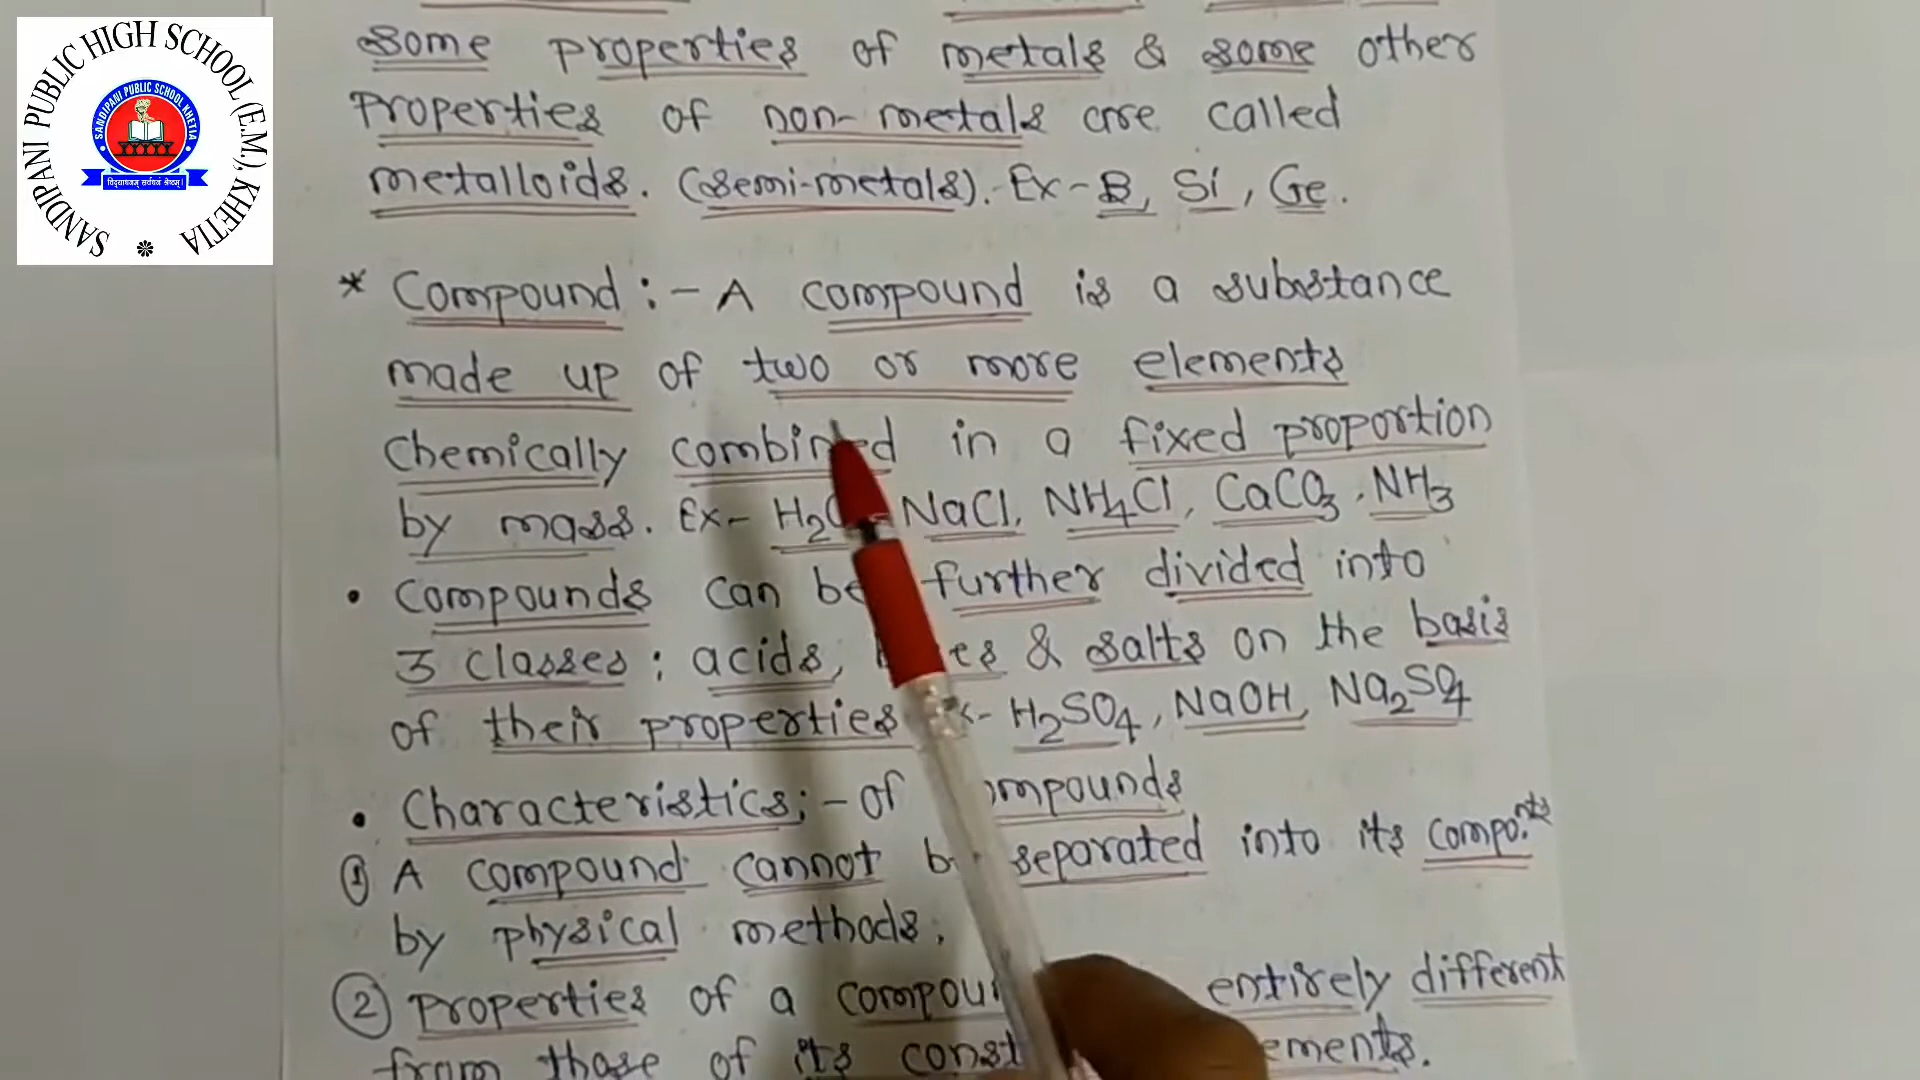 SANDIPANI PUBLIC HIGH SCHOOL (E.M.), KHETIA
SANDIPANI PUBLIC SCHOOL KHETIA
some properties of metals & some other
properties of non-metals are called
metalloids. (semi-metals). Ex- B, Si, Ge.
* Compound :- A compound is a substance
made up of two or more elements
chemically combined in a fixed proportion
by mass. Ex- H2O NaCl, NH4Cl, CaCO3, NH3
• Compounds can be further divided into
3 classes : acids, & salts on the basis
of their properties H2SO4, NaOH, Na2SO4
• Characteristics; - of compounds
① A compound cannot be separated into its compo.nts
by physical methods.
② Properties of a entirely different
from those of its